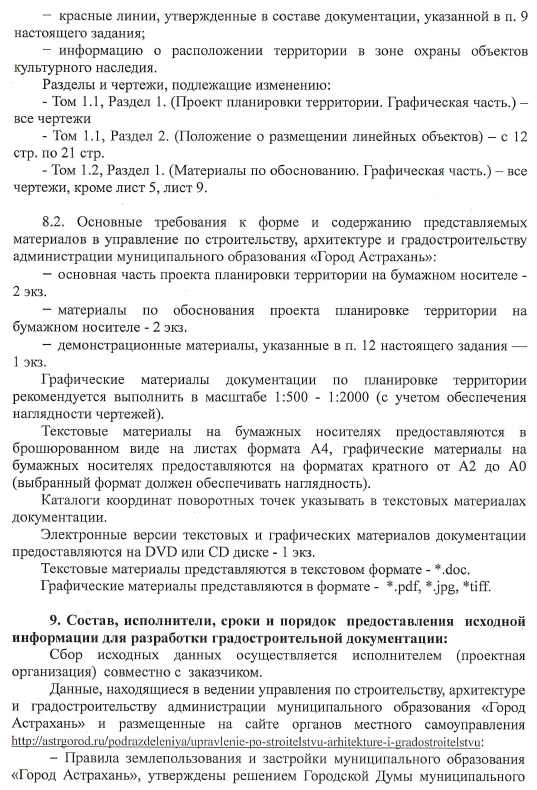 − красные линии, утвержденные в составе документации, указанной в п. 9
настоящего задания;
− информацию о расположении территории в зоне охраны объектов
культурного наследия.
Разделы и чертежи, подлежащие изменению:
- Том 1.1, Раздел 1. (Проект планировки территории. Графическая часть.) –
все чертежи
- Том 1.1, Раздел 2. (Положение о размещении линейных объектов) – с 12
стр. по 21 стр.
- Том 1.2, Раздел 1. (Материалы по обоснованию. Графическая часть.) – все
чертежи, кроме лист 5, лист 9.
8.2. Основные требования к форме и содержанию представляемых
материалов в управление по строительству, архитектуре и градостроительству
администрации муниципального образования «Город Астрахань»:
− основная часть проекта планировки территории на бумажном носителе -
2 экз.
− материалы по обоснования проекта планировке территории на
бумажном носителе - 2 экз.
− демонстрационные материалы, указанные в п. 12 настоящего задания —
1 экз.
Графические материалы документации по планировке территории
рекомендуется выполнить в масштабе 1:500 - 1:2000 (с учетом обеспечения
наглядности чертежей).
Текстовые материалы на бумажных носителях предоставляются в
брошюрованном виде на листах формата А4, графические материалы на
бумажных носителях предоставляются на форматах кратного от А2 до А0
(выбранный формат должен обеспечивать наглядность).
Каталоги координат поворотных точек указывать в текстовых материалах
документации.
Электронные версии текстовых и графических материалов документации
предоставляются на DVD или CD диске - 1 экз.
Текстовые материалы представляются в текстовом формате - *.doc.
Графические материалы представляются в формате - *.pdf, *.jpg, *tiff.
9. Состав, исполнители, сроки и порядок предоставления исходной
информации для разработки градостроительной документации:
Сбор исходных данных осуществляется исполнителем (проектная
организация) совместно с заказчиком.
Данные, находящиеся в ведении управления по строительству, архитектуре
и градостроительству администрации муниципального образования «Город
Астрахань» и размещенные на сайте органов местного самоуправления
http://astrgorod.ru/podrazdeleniya/upravlenie-po-stroitelstvu-arhitekture-i-gradostroitelstvu:
− Правила землепользования и застройки муниципального образования
«Город Астрахань», утверждены решением Городской Думы муниципального